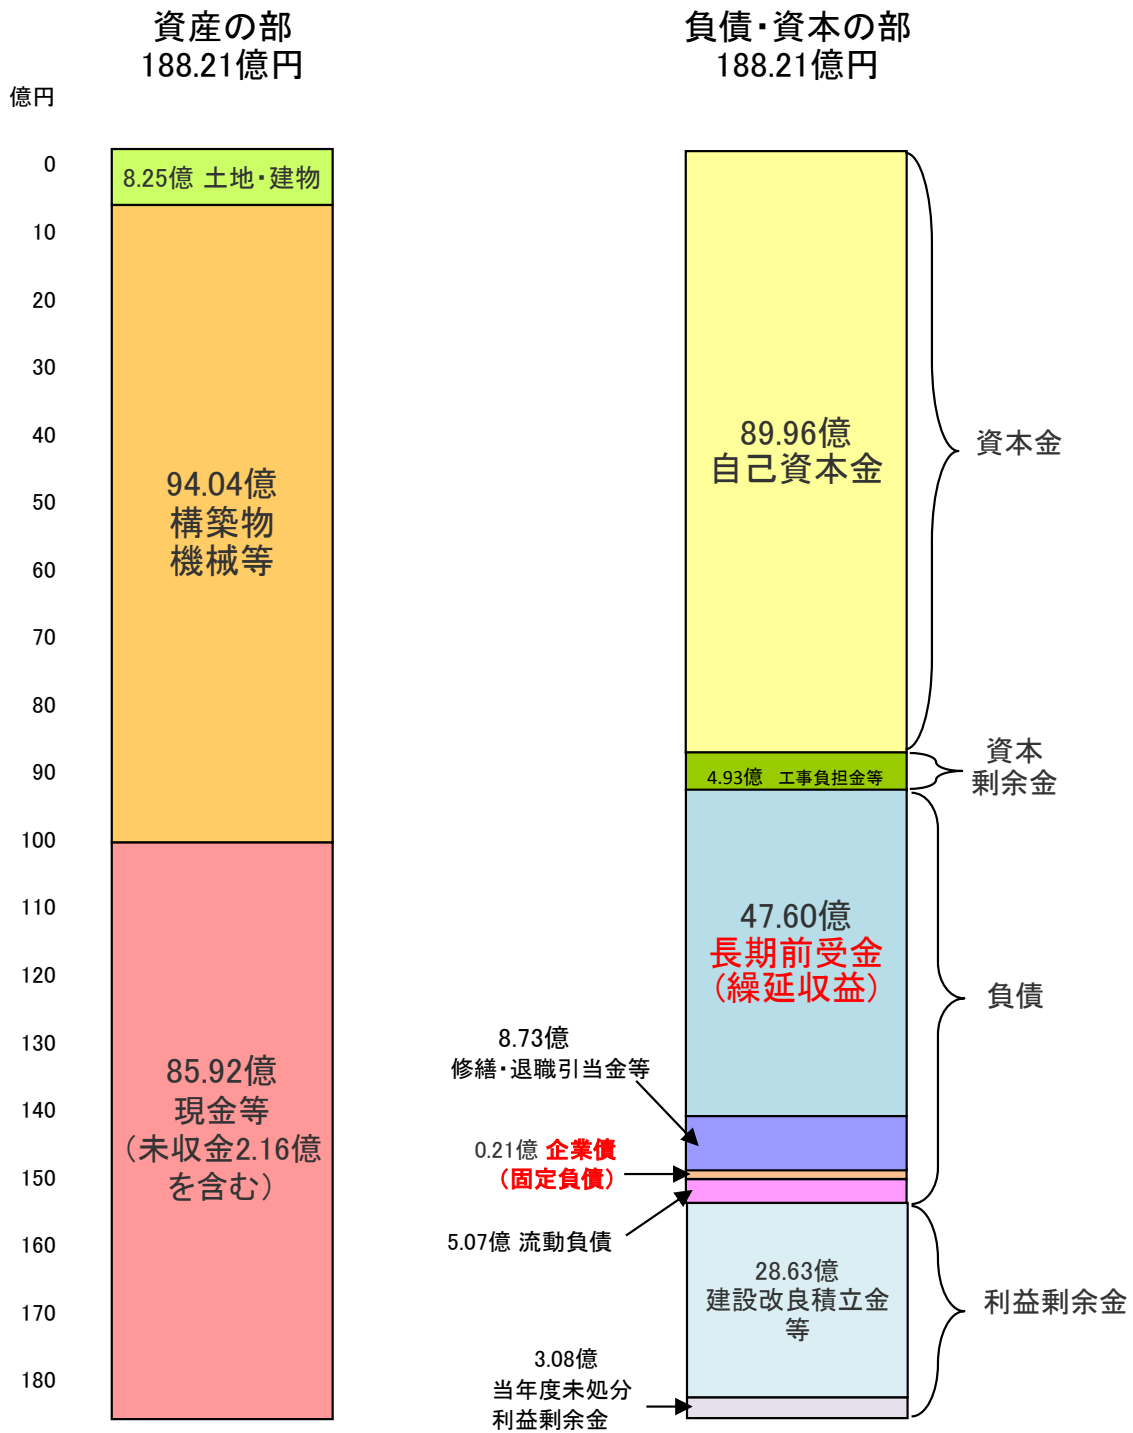 資産の部
188.21億円
負債・資本の部
188.21億円
億円
0
10
20
30
40
50
60
70
80
90
100
110
120
130
140
150
160
170
180
8.25億 土地・建物
94.04億
構築物
機械等
85.92億
現金等
（未収金2.16億
を含む）
89.96億
自己資本金
4.93億 工事負担金等
47.60億
長期前受金
（繰延収益）
8.73億
修繕・退職引当金等
0.21億 企業債
（固定負債）
5.07億 流動負債
28.63億
建設改良積立金
等
3.08億
当年度未処分
利益剰余金
資本金
資本
剰余金
負債
利益剰余金